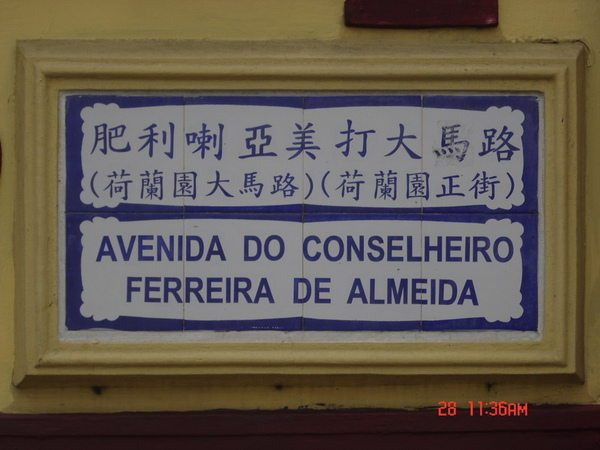 肥利喇亞美打大馬路
(荷蘭園大馬路)(荷蘭園正街)
AVENIDA DO CONSELHEIRO
FERREIRA DE ALMEIDA
28 11:36AM